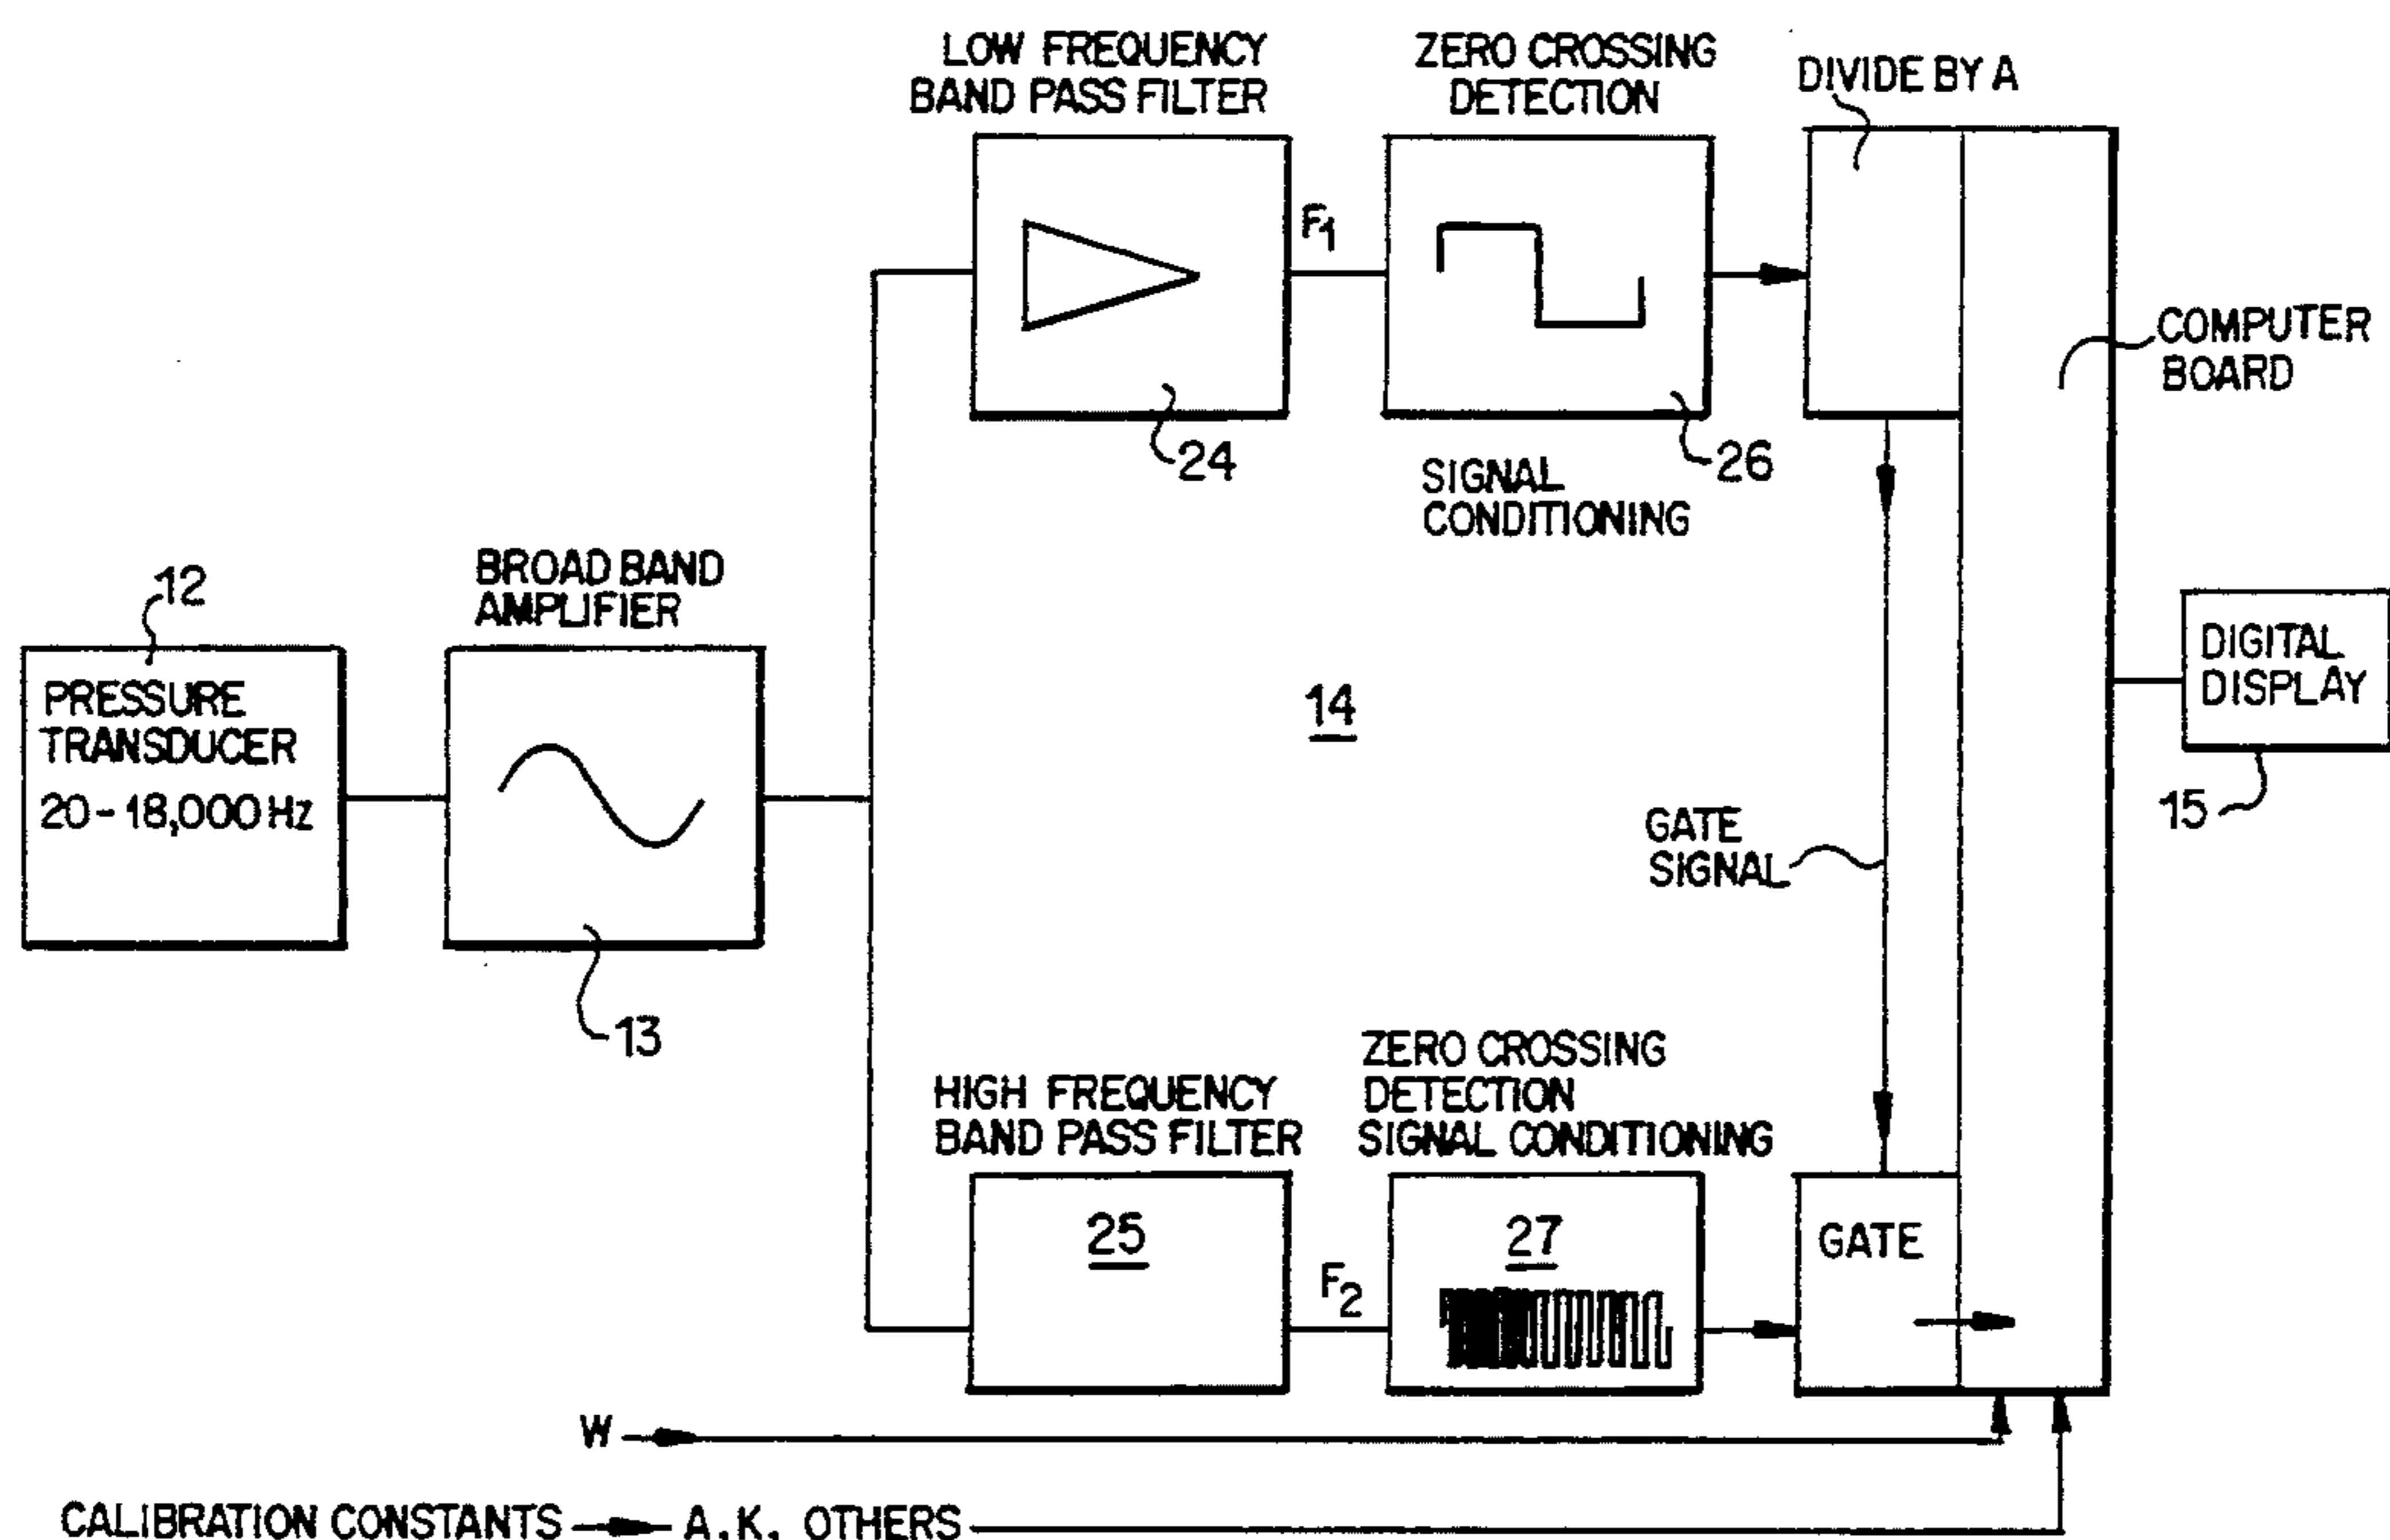 LOW FREQUENCY
BAND PASS FILTER
ZERO CROSSING
DETECTION
DIVIDE BY A
F1
24
26
SIGNAL
CONDITIONING
COMPUTER
BOARD
12
BROAD BAND
AMPLIFIER
PRESSURE
TRANSDUCER
20-18,000 Hz
13
14
DIGITAL
DISPLAY
15
GATE
SIGNAL
HIGH FREQUENCY
BAND PASS FILTER
ZERO CROSSING
DETECTION
SIGNAL CONDITIONING
25
F2
27
GATE
W
CALIBRATION CONSTANTS
A.K. OTHERS